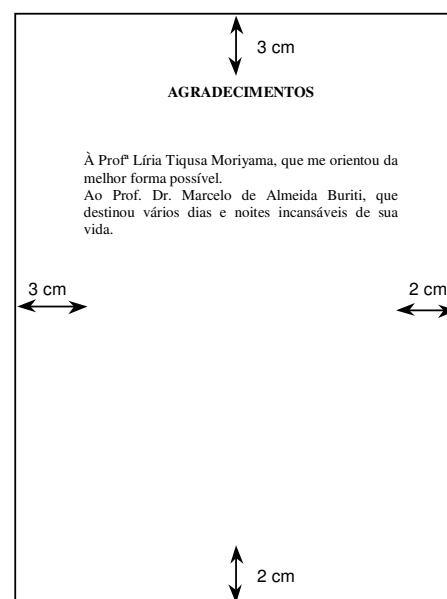 3 cm
AGRADECIMENTOS
À Profª Líria Tiqusa Moriyama, que me orientou da
melhor forma possível.
Ao Prof. Dr. Marcelo de Almeida Buriti, que
destinou vários dias e noites incansáveis de sua
vida.
3 cm
2 cm
2 cm